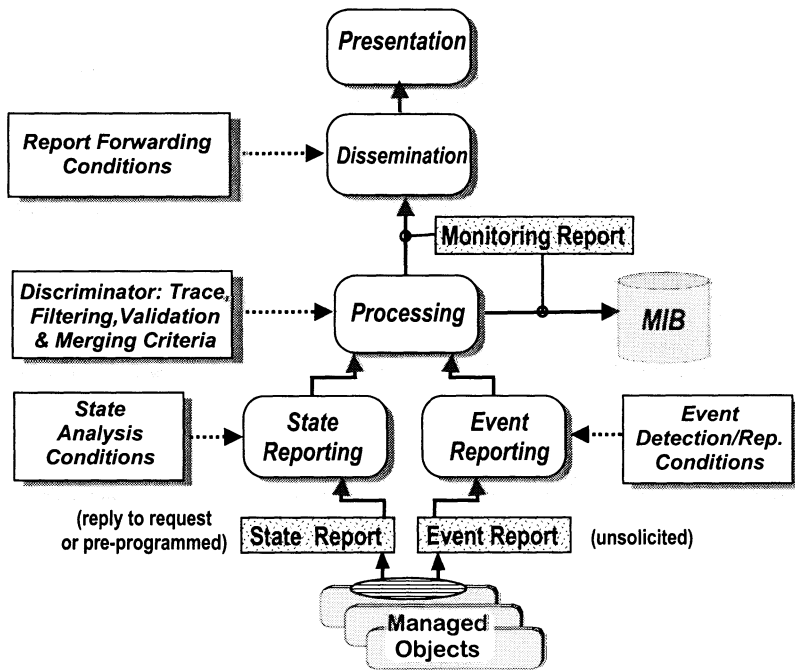 Presentation
Report Forwarding
Conditions
Dissemination
Monitoring Report
Discriminator: Trace,
Filtering,Validation
& Merging Criteria
Processing
MIB
State
Analysis
Conditions
State
Reporting
Event
Reporting
Event
Detection/Rep.
Conditions
(reply to request
or pre-programmed)
State Report
Event Report
(unsolicited)
Managed
Objects